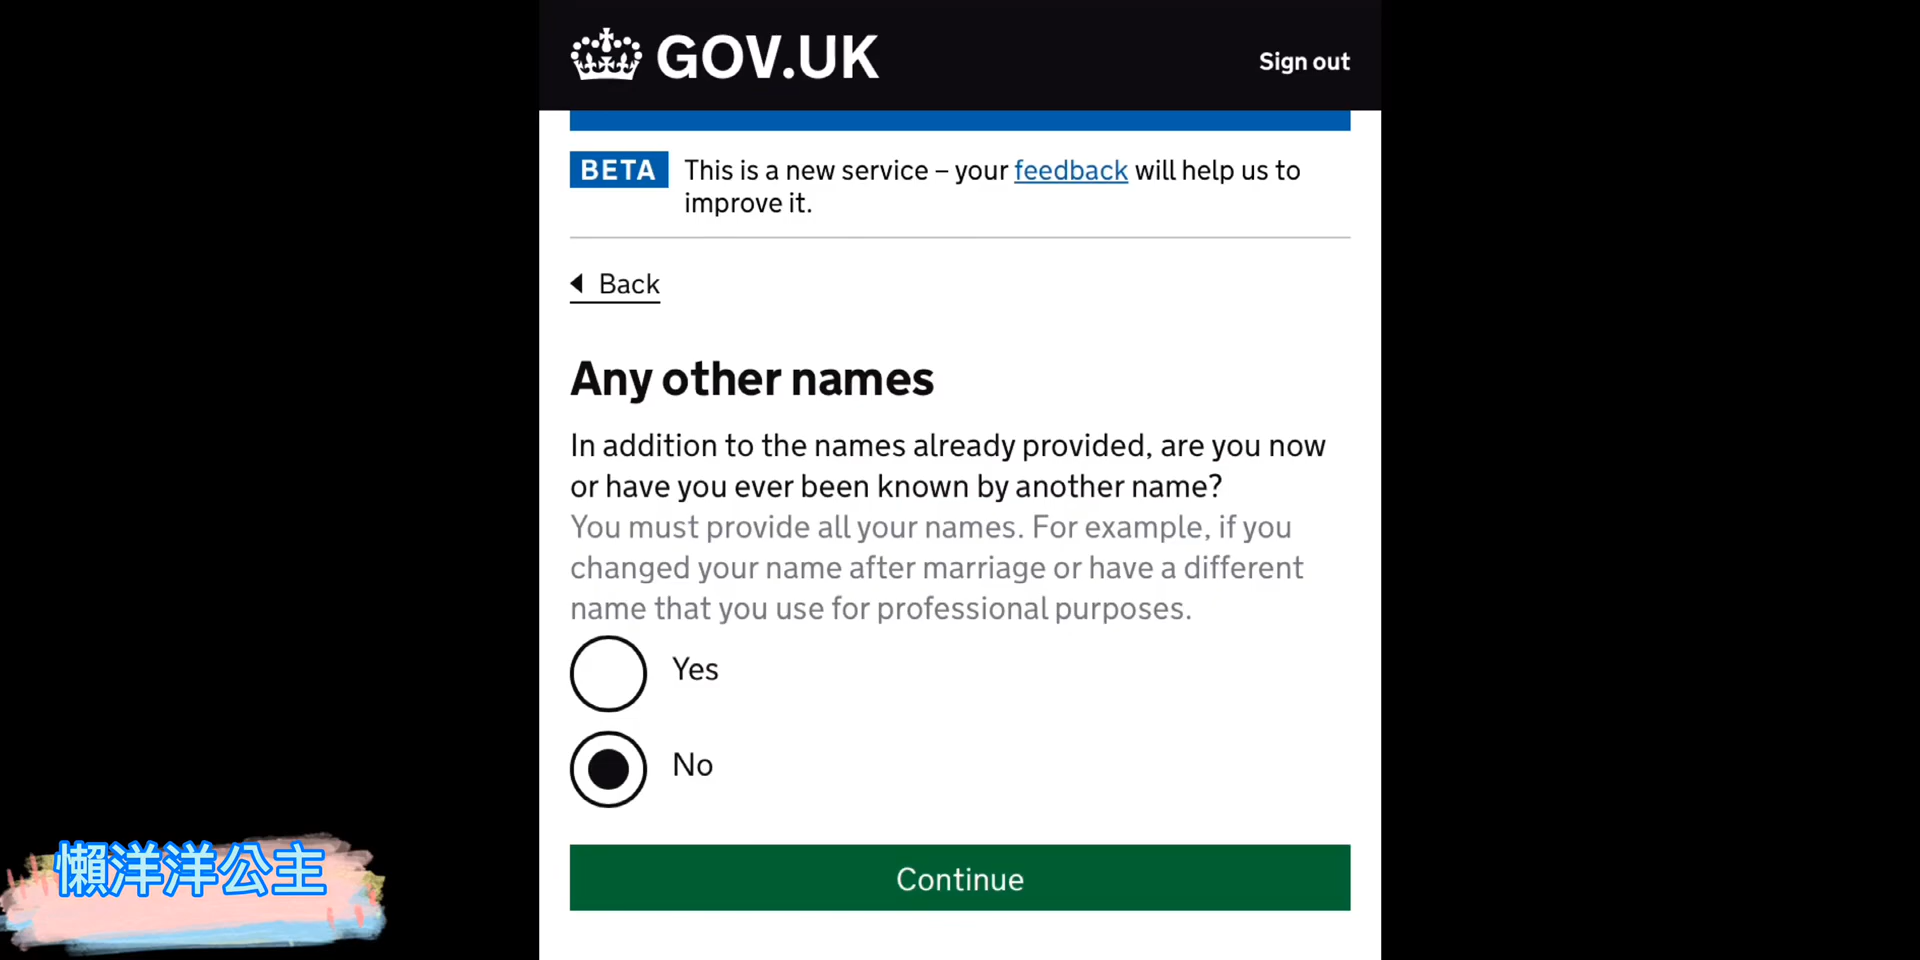 GOV.UK
Sign out
BETA
This is a new service – your feedback will help us to
improve it.
Back
Any other names
In addition to the names already provided, are you now
or have you ever been known by another name?
You must provide all your names. For example, if you
changed your name after marriage or have a different
name that you use for professional purposes.
Yes
No
Continue
懶洋洋公主